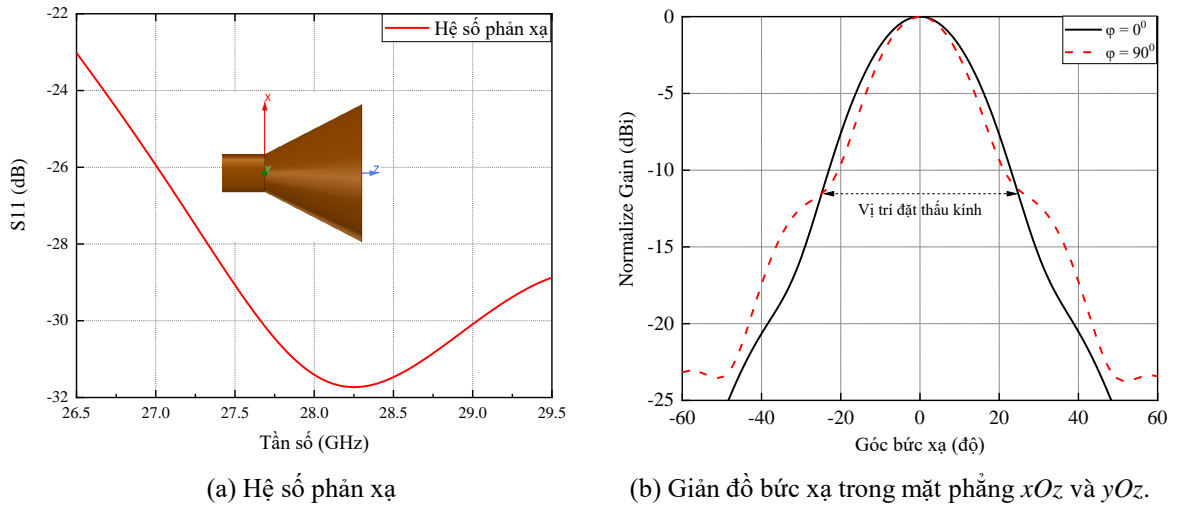 -22
-24
-26
-28
-30
-32
S11 (dB)
Hệ số phản xạ
X
Y
Z
26.5 27.0 27.5 28.0 28.5 29.0 29.5
Tần số (GHz)
(a) Hệ số phản xạ
0
-5
-10
-15
-20
-25
Normalize Gain (dBi)
φ = 0⁰
φ = 90⁰
Vị trí đặt thấu kính
-60 -40 -20 0 20 40 60
Góc bức xạ (độ)
(b) Giản đồ bức xạ trong mặt phẳng xOz và yOz.